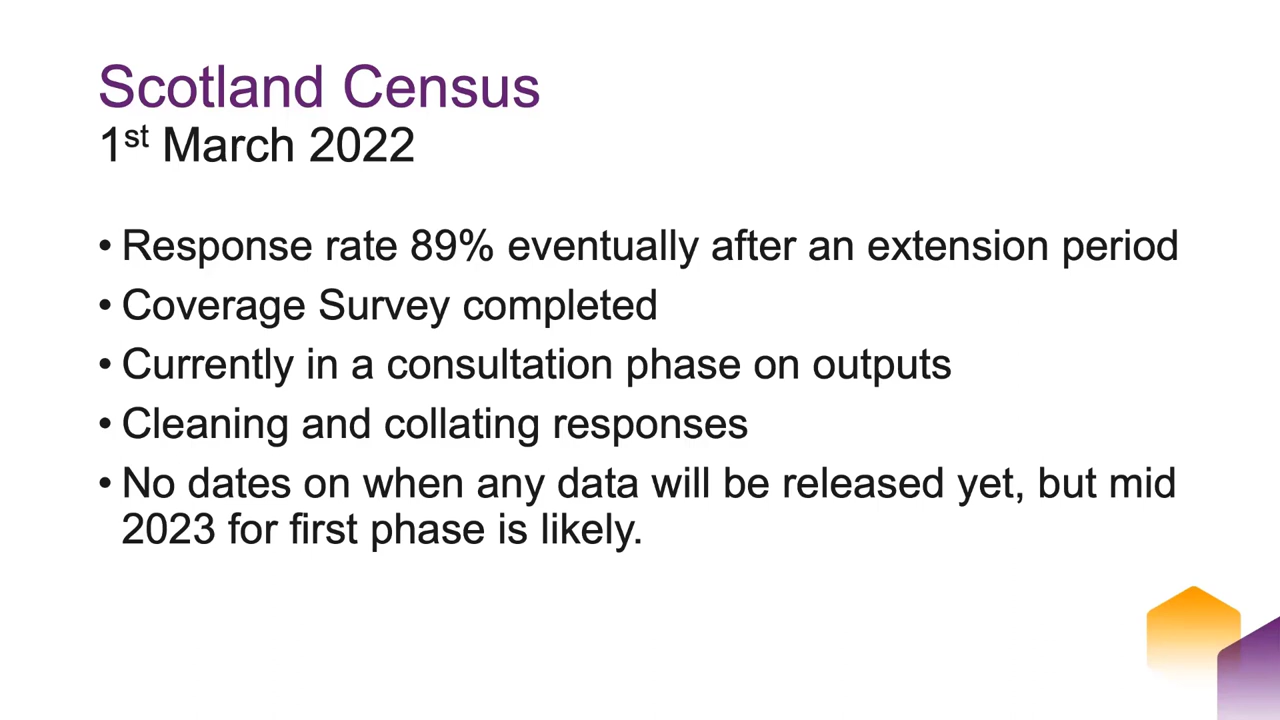 Scotland Census
1st March 2022
• Response rate 89% eventually after an extension period
• Coverage Survey completed
• Currently in a consultation phase on outputs
• Cleaning and collating responses
• No dates on when any data will be released yet, but mid
2023 for first phase is likely.